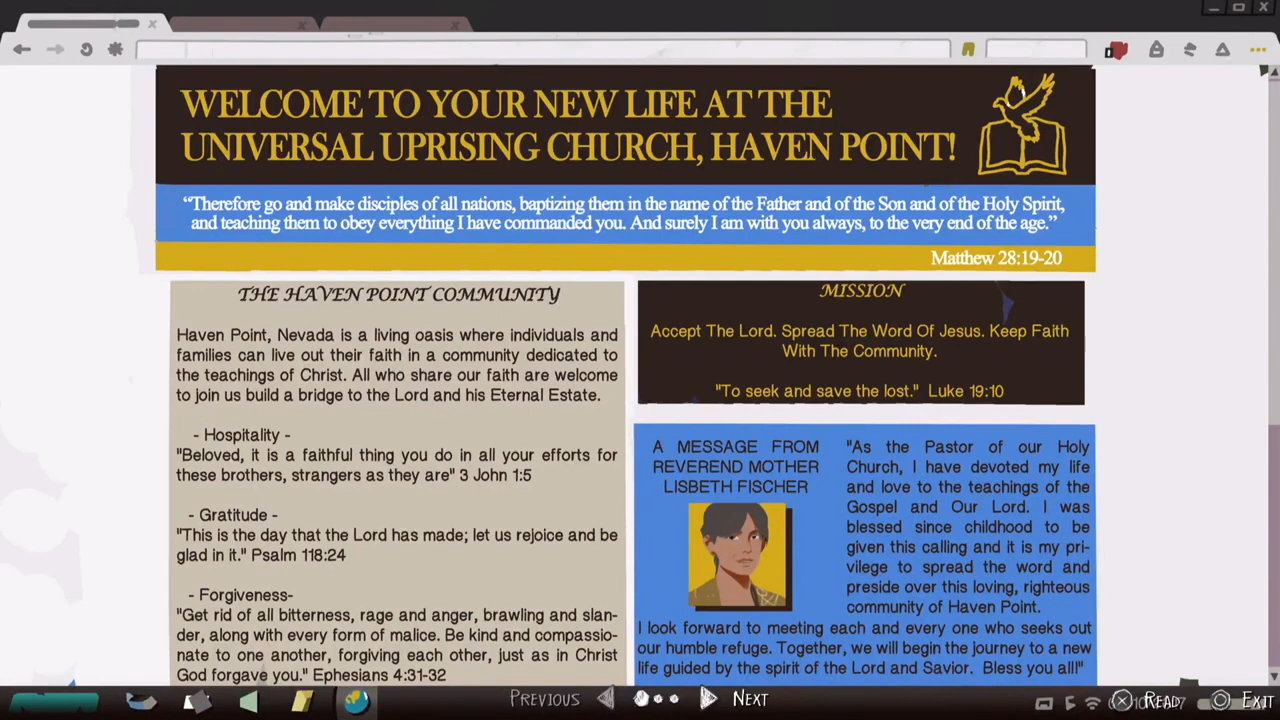 WELCOME TO YOUR NEW LIFE AT THE
UNIVERSAL UPRISING CHURCH, HAVEN POINT!
“Therefore go and make disciples of all nations, baptizing them in the name of the Father and of the Son and of the Holy Spirit,
and teaching them to obey everything I have commanded you. And surely I am with you always, to the very end of the age.”
Matthew 28:19-20
THE HAVEN POINT COMMUNITY
Haven Point, Nevada is a living oasis where individuals and
families can live out their faith in a community dedicated to
the teachings of Christ. All who share our faith are welcome
to join us build a bridge to the Lord and his Eternal Estate.
- Hospitality -
"Beloved, it is a faithful thing you do in all your efforts for
these brothers, strangers as they are" 3 John 1:5
- Gratitude -
"This is the day that the Lord has made; let us rejoice and be
glad in it." Psalm 118:24
- Forgiveness-
"Get rid of all bitterness, rage and anger, brawling and slan-
der, along with every form of malice. Be kind and compassio-
nate to one another, forgiving each other, just as in Christ
God forgave you." Ephesians 4:31-32
MISSION
Accept The Lord. Spread The Word Of Jesus. Keep Faith
With The Community.
"To seek and save the lost." Luke 19:10
A MESSAGE FROM
REVEREND MOTHER
LISBETH FISCHER
"As the Pastor of our Holy
Church, I have devoted my life
and love to the teachings of the
Gospel and Our Lord. I was
blessed since childhood to be
given this calling and it is my pri-
vilege to spread the word and
preside over this loving, righteous
community of Haven Point.
I look forward to meeting each and every one who seeks out
our humble refuge. Together, we will begin the journey to a new
life guided by the spirit of the Lord and Savior. Bless you all!"
PREVIOUS
NEXT
READ
EXIT